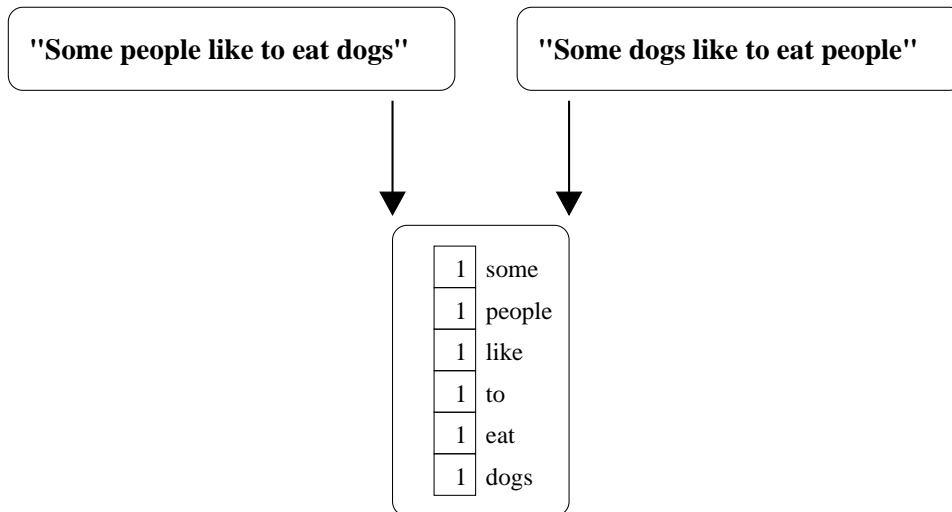 "Some people like to eat dogs"
"Some dogs like to eat people"
1 some
1 people
1 like
1 to
1 eat
1 dogs